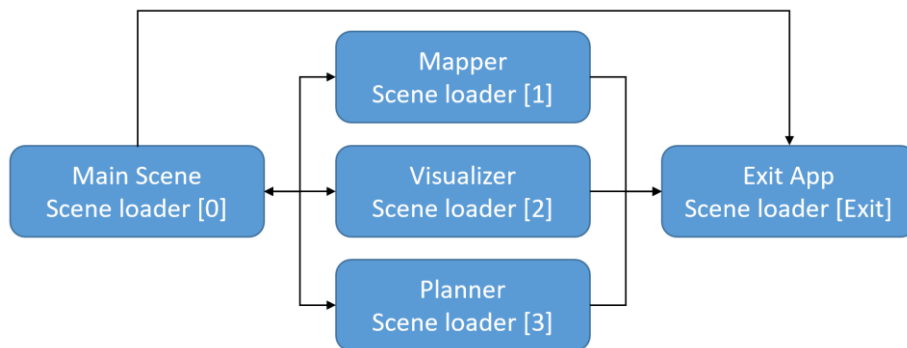 Mapper
Scene loader [1]
Main Scene
Scene loader [0]
Visualizer
Scene loader [2]
Exit App
Scene loader [Exit]
Planner
Scene loader [3]